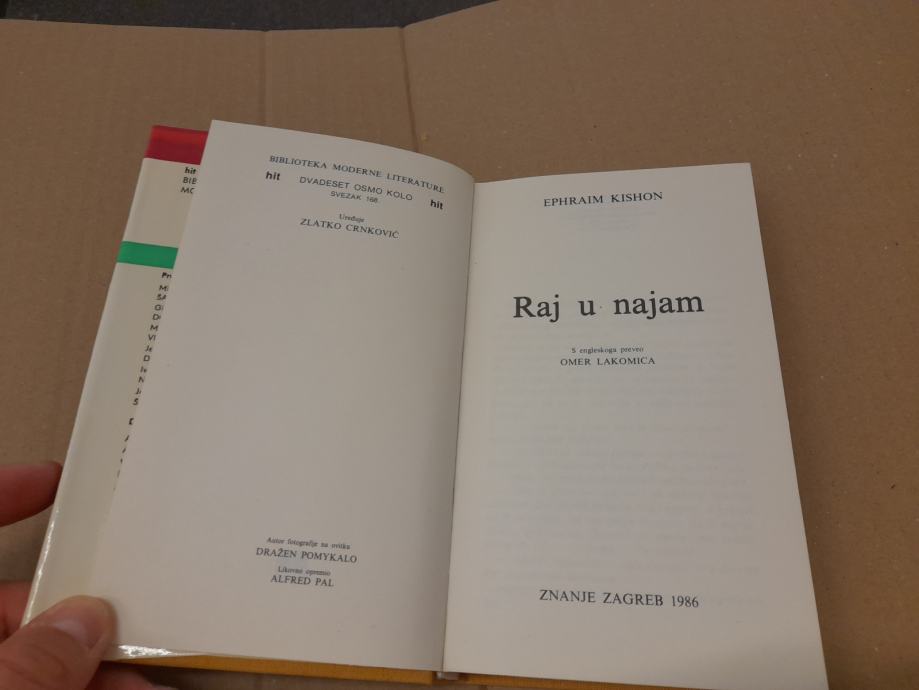 hit
BIBLIOTEKA MODERNE LITERATURE
hit DVADESET OSMO KOLO hit
SVEZAK 168.
Uređuje
ZLATKO CRNKOVIĆ
Autor fotografije na ovitku
DRAŽEN POMYKALO
Likovno opremio
ALFRED PAL
EPHRAIM KISHON
Raj u najam
S engleskoga preveo
OMER LAKOMICA
ZNANJE ZAGREB 1986